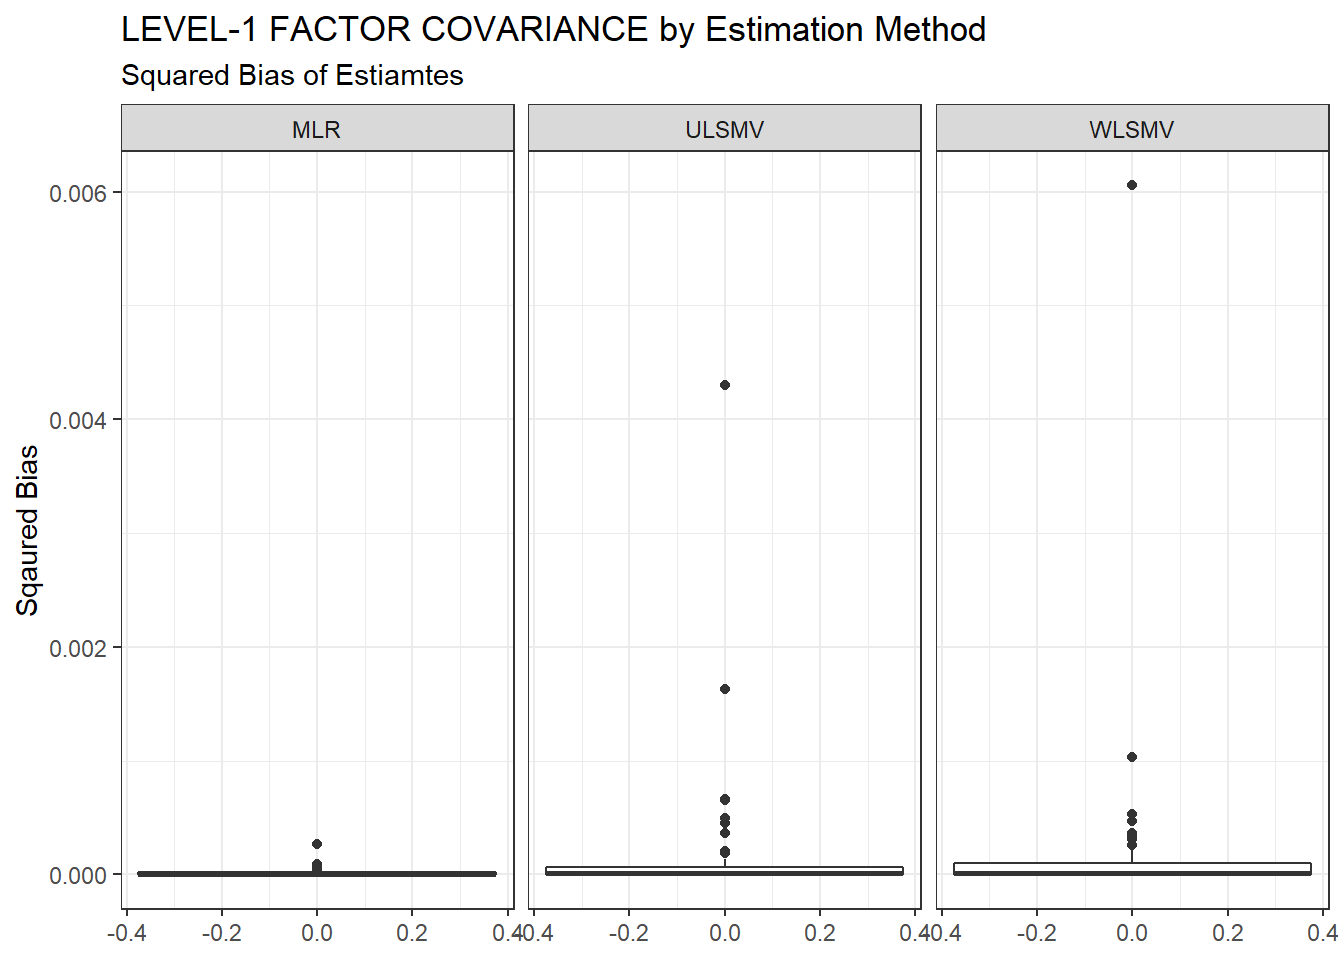 LEVEL-1 FACTOR COVARIANCE by Estimation Method
Squared Bias of Estiamtes
MLR ULSMV WLSMV
Sqaured Bias
0.006
0.004
0.002
0.000
-0.4 -0.2 0.0 0.2 0.4 -0.4 -0.2 0.0 0.2 0.4 -0.4 -0.2 0.0 0.2 0.4